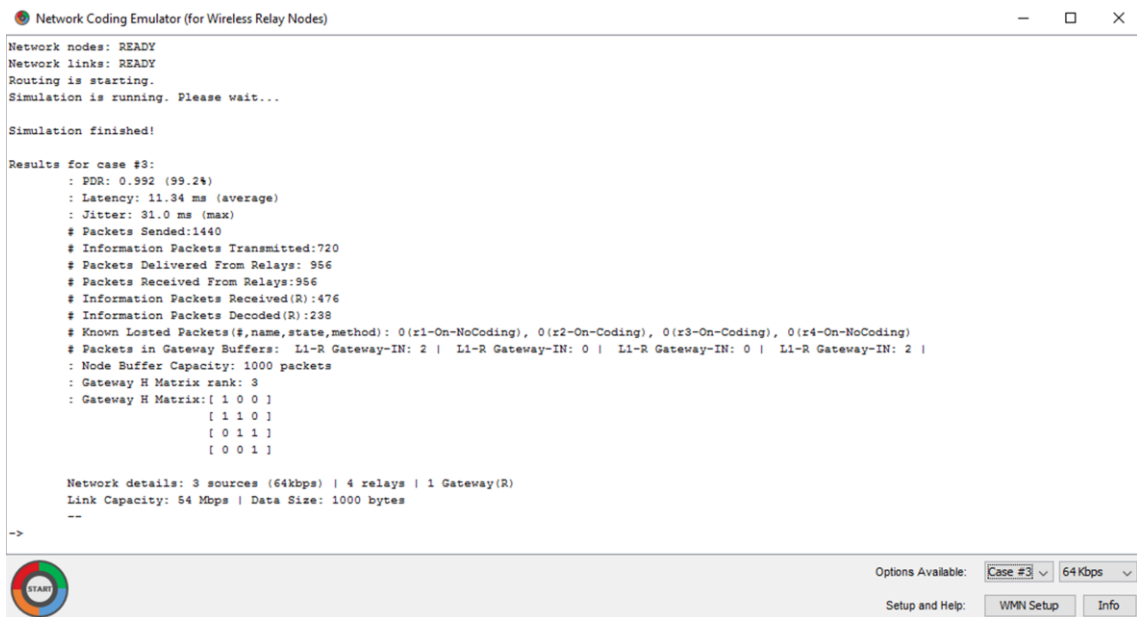 Network Coding Emulator (for Wireless Relay Nodes)
Network nodes: READY
Network links: READY
Routing is starting.
Simulation is running. Please wait...
Simulation finished!
Results for case #3:
: PDR: 0.992 (99.2%)
: Latency: 11.34 ms (average)
: Jitter: 31.0 ms (max)
# Packets Sended:1440
# Information Packets Transmitted:720
# Packets Delivered From Relays: 956
# Packets Received From Relays:956
# Information Packets Received(R):476
# Information Packets Decoded(R):238
# Known Losted Packets(#,name,state,method): 0(r1-On-NoCoding), 0(r2-On-Coding), 0(r3-On-Coding), 0(r4-On-NoCoding)
# Packets in Gateway Buffers:  L1-R Gateway-IN: 2 |  L1-R Gateway-IN: 0 |  L1-R Gateway-IN: 0 |  L1-R Gateway-IN: 2 |
: Node Buffer Capacity: 1000 packets
: Gateway H Matrix rank: 3
: Gateway H Matrix:[ 1 0 0 ]
[ 1 1 0 ]
[ 0 1 1 ]
[ 0 0 1 ]
Network details: 3 sources (64kbps) | 4 relays | 1 Gateway(R)
Link Capacity: 54 Mbps | Data Size: 1000 bytes
--
->
START
Options Available: Case #3 64 Kbps
Setup and Help: WMN Setup Info